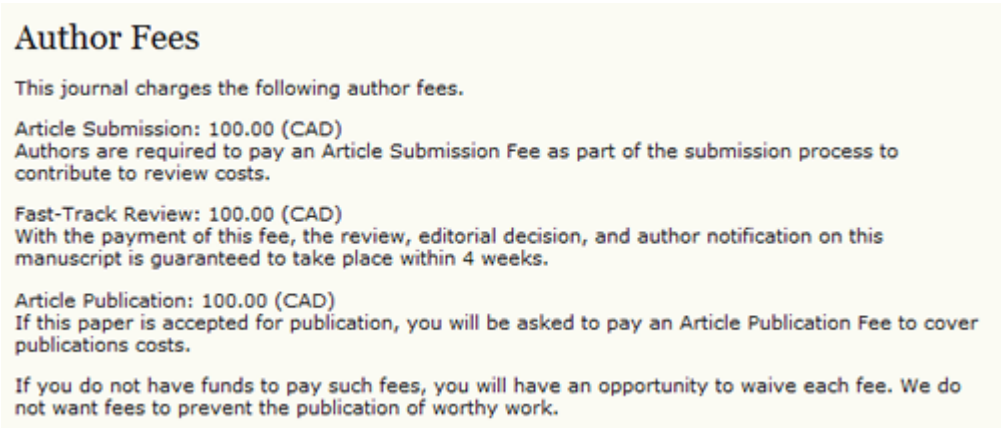 Author Fees
This journal charges the following author fees.
Article Submission: 100.00 (CAD)
Authors are required to pay an Article Submission Fee as part of the submission process to
contribute to review costs.
Fast-Track Review: 100.00 (CAD)
With the payment of this fee, the review, editorial decision, and author notification on this
manuscript is guaranteed to take place within 4 weeks.
Article Publication: 100.00 (CAD)
If this paper is accepted for publication, you will be asked to pay an Article Publication Fee to cover
publications costs.
If you do not have funds to pay such fees, you will have an opportunity to waive each fee. We do
not want fees to prevent the publication of worthy work.